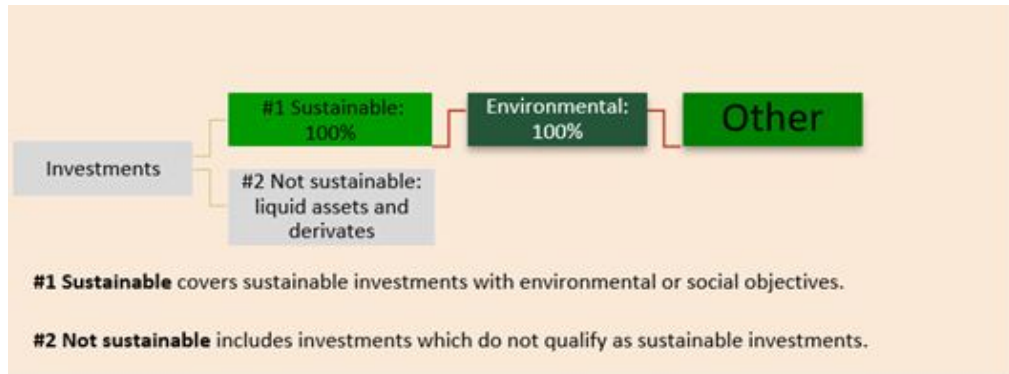 #1 Sustainable:
100%
Environmental:
100%
Other
Investments
#2 Not sustainable:
liquid assets and
derivates
#1 Sustainable covers sustainable investments with environmental or social objectives.
#2 Not sustainable includes investments which do not qualify as sustainable investments.